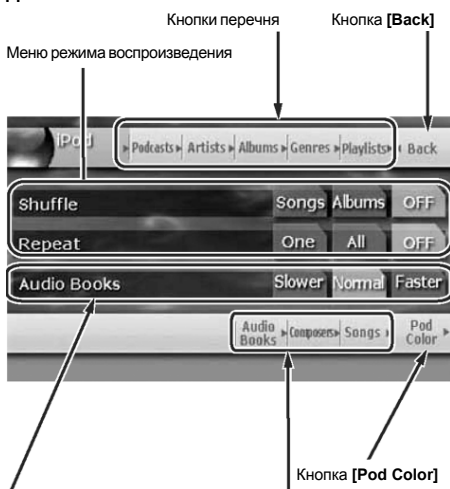 Кнопки перечня Кнопка [Back]
Меню режима воспроизведения
iPod Podcasts Artists Albums Genres Playlists Back
Shuffle Songs Albums OFF
Repeat One All OFF
Audio Books Slower Normal Faster
Audio Books Composers Songs Pod Color
Кнопка [Pod Color]